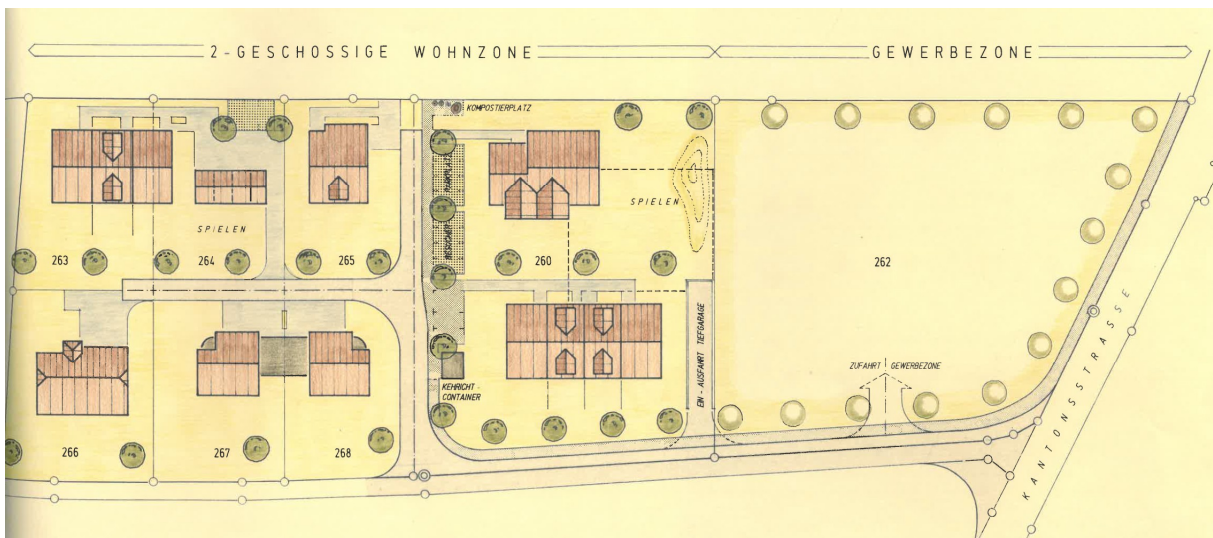 2-GESCHOSSIGE WOHNZONE
GEWERBEZONE
KOMPOSTIERPLATZ
SPIELEN
SPIELEN
263
264
265
260
262
EIN-AUSFAHRT TIEFGARAGE
ZUFAHRT GEWERBEZONE
KEHRICHT-
CONTAINER
266
267
268
KANTONSSTRASSE